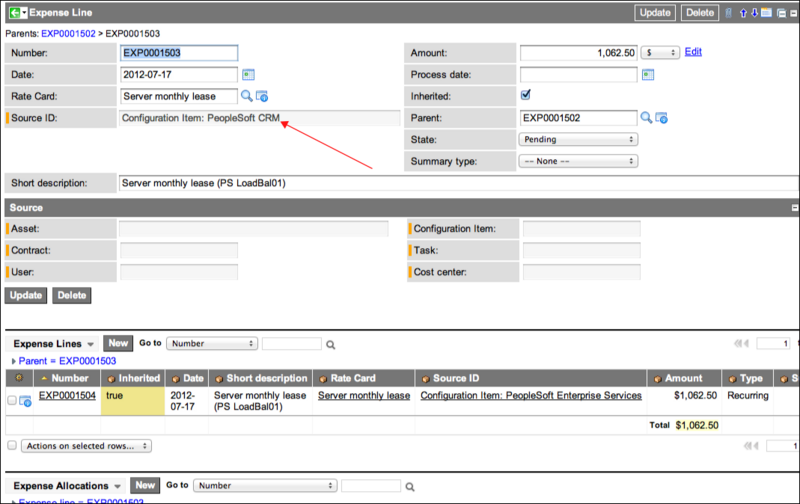 Expense Line Update Delete
Parents: EXP0001502 > EXP0001503
Number: EXP0001503 Amount: 1,062.50 $ Edit
Date: 2012-07-17 Process date:
Rate Card: Server monthly lease Inherited:
Source ID: Configuration Item: PeopleSoft CRM Parent: EXP0001502
State: Pending
Summary type: -- None --
Short description: Server monthly lease (PS LoadBal01)
Source
Asset: Configuration Item:
Contract: Task:
User: Cost center:
Update Delete
Expense Lines New Go to Number 1
Parent = EXP0001503
Number Inherited Date Short description Rate Card Source ID Amount Type S
EXP0001504 true 2012-07-17 Server monthly lease (PS LoadBal01) Server monthly lease Configuration Item: PeopleSoft Enterprise Services $1,062.50 Recurring
Total $1,062.50
Actions on selected rows... 1
Expense Allocations New Go to Number
Expense line = EXP0001503